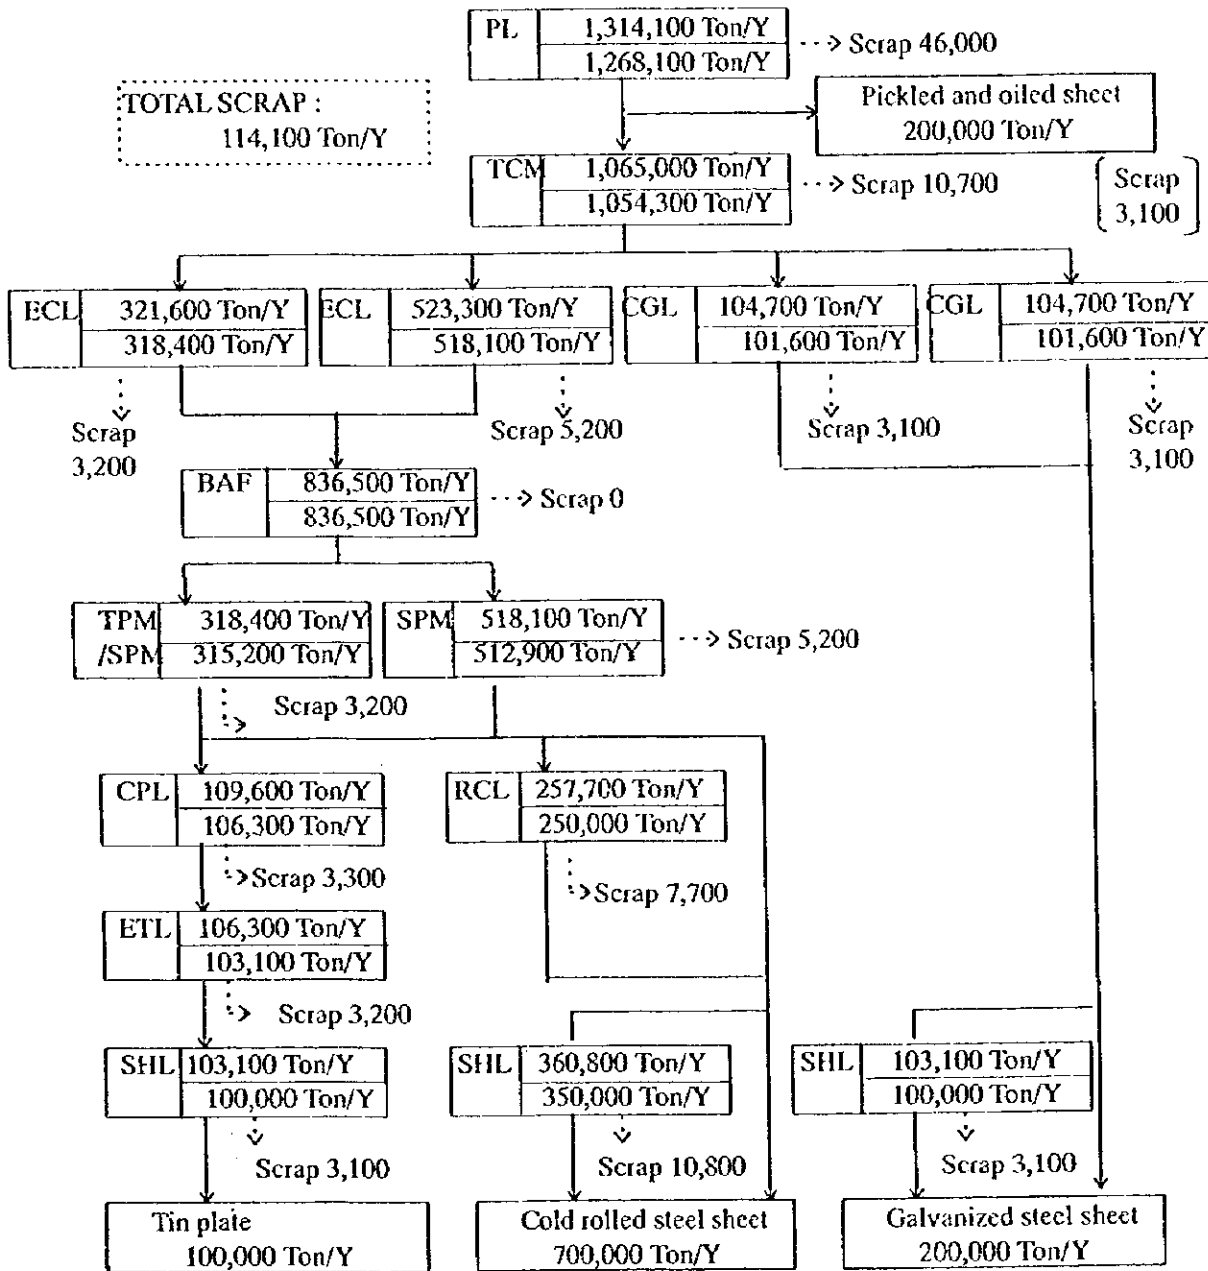 PL 1,314,100 Ton/Y
1,268,100 Ton/Y
Scrap 46,000
TOTAL SCRAP :
114,100 Ton/Y
Pickled and oiled sheet
200,000 Ton/Y
TCM 1,065,000 Ton/Y
1,054,300 Ton/Y
Scrap 10,700
Scrap
3,100
ECL 321,600 Ton/Y
318,400 Ton/Y
ECL 523,300 Ton/Y
518,100 Ton/Y
CGL 104,700 Ton/Y
101,600 Ton/Y
CGL 104,700 Ton/Y
101,600 Ton/Y
Scrap
3,200
Scrap 5,200
Scrap 3,100
Scrap
3,100
BAF 836,500 Ton/Y
836,500 Ton/Y
Scrap 0
TPM 318,400 Ton/Y
/SPM 315,200 Ton/Y
SPM 518,100 Ton/Y
512,900 Ton/Y
Scrap 5,200
Scrap 3,200
CPL 109,600 Ton/Y
106,300 Ton/Y
RCL 257,700 Ton/Y
250,000 Ton/Y
Scrap 3,300
Scrap 7,700
ETL 106,300 Ton/Y
103,100 Ton/Y
Scrap 3,200
SHL 103,100 Ton/Y
100,000 Ton/Y
SHL 360,800 Ton/Y
350,000 Ton/Y
SHL 103,100 Ton/Y
100,000 Ton/Y
Scrap 3,100
Scrap 10,800
Scrap 3,100
Tin plate
100,000 Ton/Y
Cold rolled steel sheet
700,000 Ton/Y
Galvanized steel sheet
200,000 Ton/Y